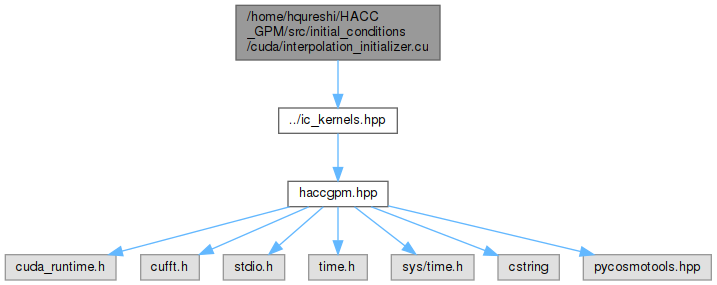 /home/hqureshi/HACC
_GPM/src/initial_conditions
/cuda/interpolation_initializer.cu
../ic_kernels.hpp
haccgpm.hpp
cuda_runtime.h
cufft.h
stdio.h
time.h
sys/time.h
cstring
pycosmotools.hpp